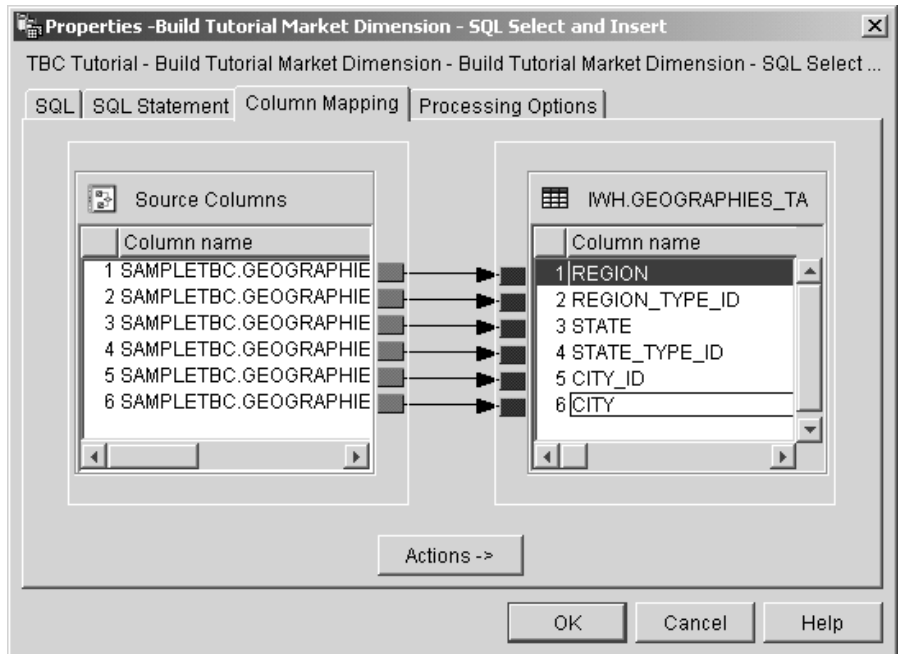 Properties -Build Tutorial Market Dimension - SQL Select and Insert
TBC Tutorial - Build Tutorial Market Dimension - Build Tutorial Market Dimension - SQL Select ...
SQL
SQL Statement
Column Mapping
Processing Options
Source Columns
Column name
1 SAMPLETBC.GEOGRAPHIE
2 SAMPLETBC.GEOGRAPHIE
3 SAMPLETBC.GEOGRAPHIE
4 SAMPLETBC.GEOGRAPHIE
5 SAMPLETBC.GEOGRAPHIE
6 SAMPLETBC.GEOGRAPHIE
IWH.GEOGRAPHIES_TA
Column name
1 REGION
2 REGION_TYPE_ID
3 STATE
4 STATE_TYPE_ID
5 CITY_ID
6 CITY
Actions ->
OK
Cancel
Help